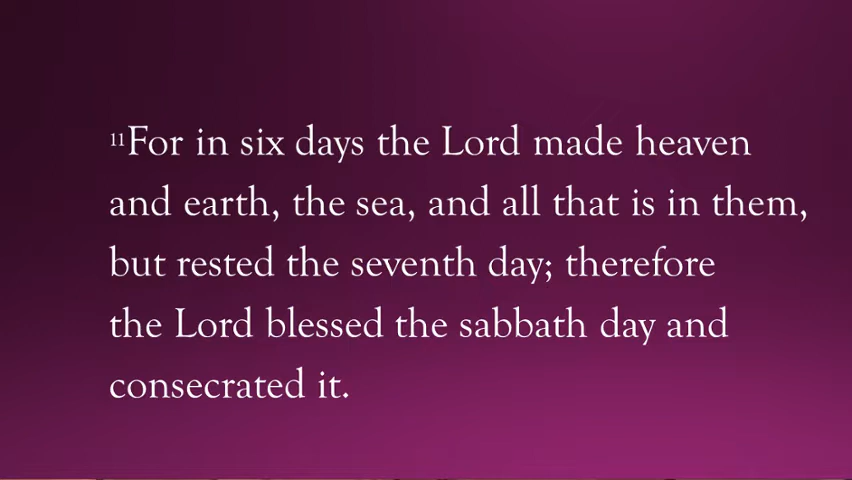 ¹¹For in six days the Lord made heaven
and earth, the sea, and all that is in them,
but rested the seventh day; therefore
the Lord blessed the sabbath day and
consecrated it.